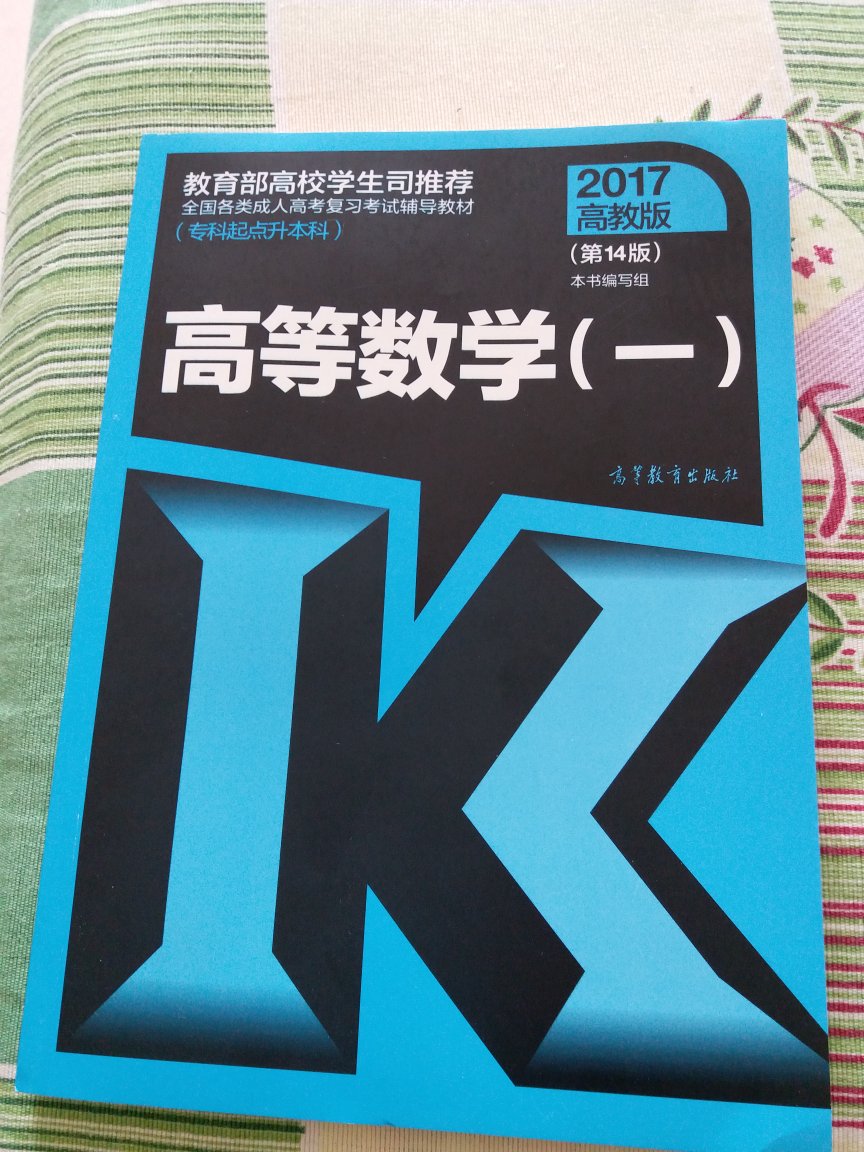 教育部高校学生司推荐
全国各类成人高考复习考试辅导教材
（专科起点升本科）
2017
高教版
（第14版）
本书编写组
高等数学（一）
高等教育出版社
K